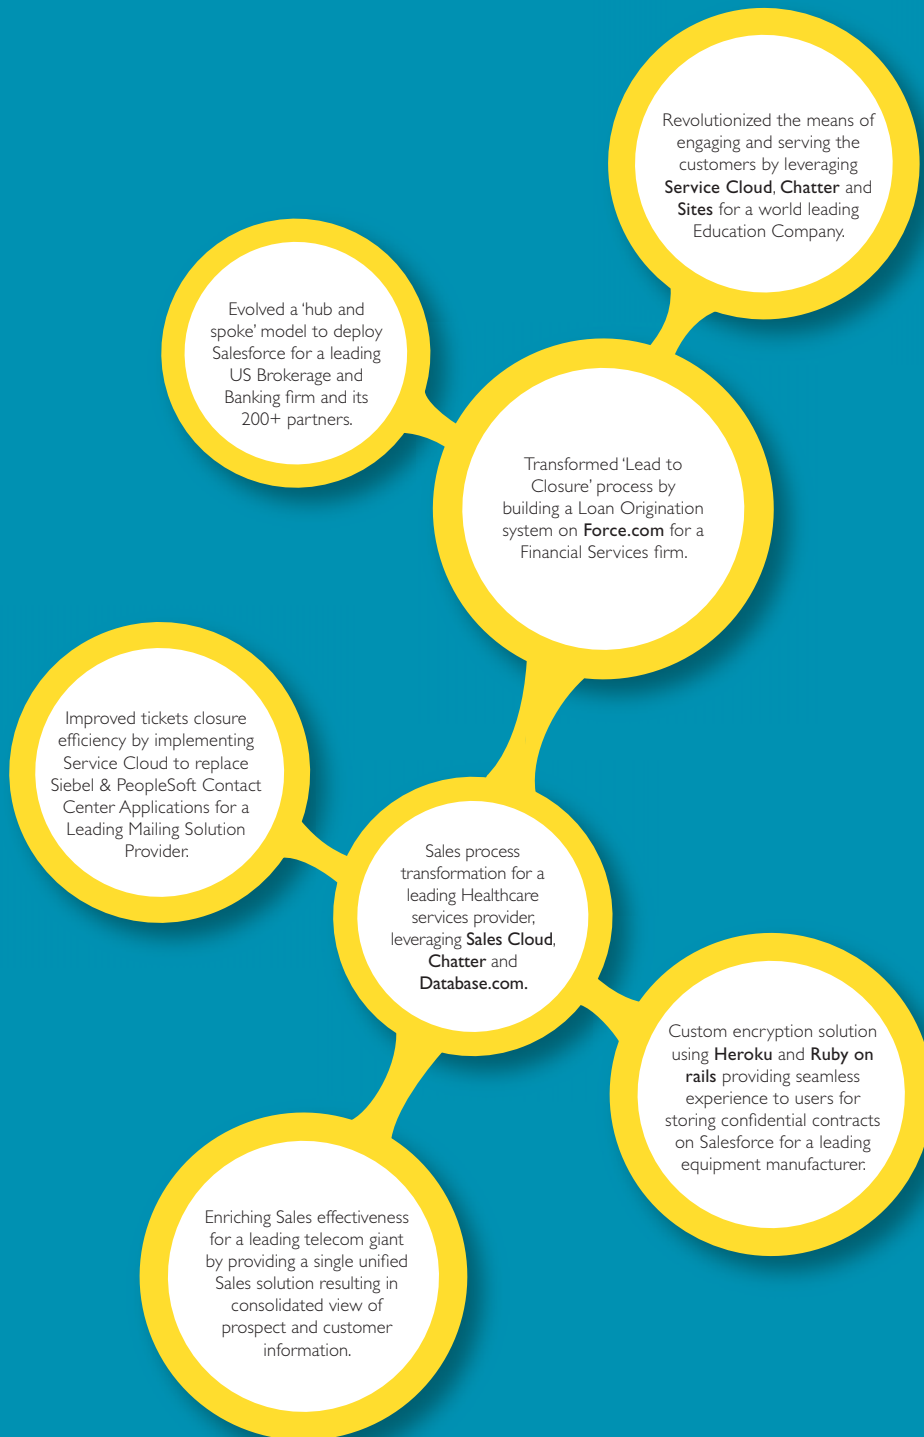 Revolutionized the means of
engaging and serving the
customers by leveraging
Service Cloud, Chatter and
Sites for a world leading
Education Company.
Evolved a ‘hub and
spoke’ model to deploy
Salesforce for a leading
US Brokerage and
Banking firm and its
200+ partners.
Transformed ‘Lead to
Closure’ process by
building a Loan Origination
system on Force.com for a
Financial Services firm.
Improved tickets closure
efficiency by implementing
Service Cloud to replace
Siebel & PeopleSoft Contact
Center Applications for a
Leading Mailing Solution
Provider.
Sales process
transformation for a
leading Healthcare
services provider,
leveraging Sales Cloud,
Chatter and
Database.com.
Custom encryption solution
using Heroku and Ruby on
rails providing seamless
experience to users for
storing confidential contracts
on Salesforce for a leading
equipment manufacturer.
Enriching Sales effectiveness
for a leading telecom giant
by providing a single unified
Sales solution resulting in
consolidated view of
prospect and customer
information.